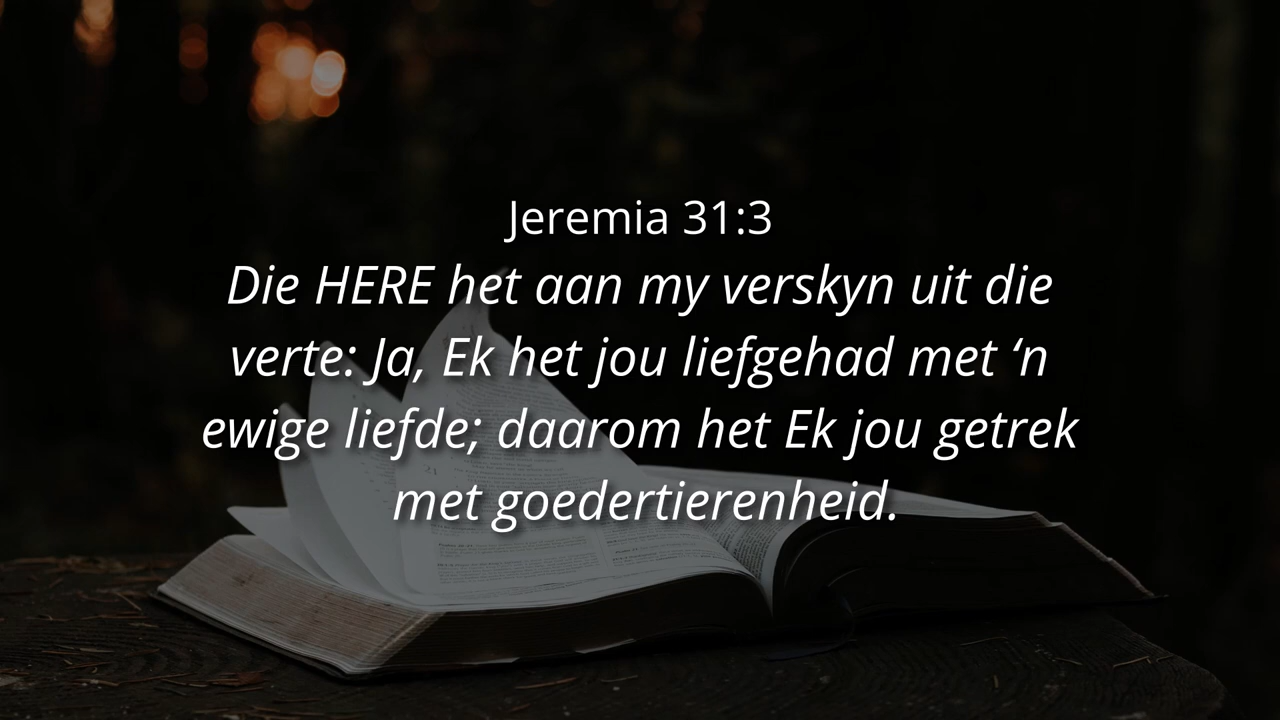 Jeremia 31:3
Die HERE het aan my verskyn uit die
verte: Ja, Ek het jou liefgehad met ‘n
ewige liefde; daarom het Ek jou getrek
met goedertierenheid.